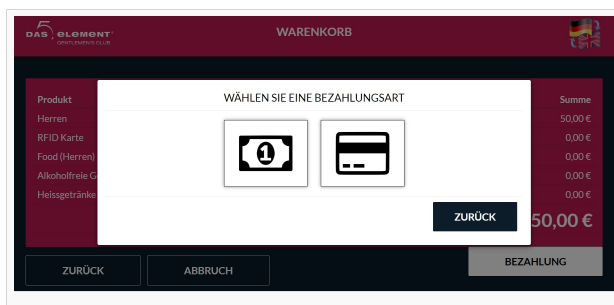 DAS 5 ELEMENT
GENTLEMEN'S CLUB
WARENKORB
WÄHLEN SIE EINE BEZAHLUNGSART
Produkt Summe
Herren 50,00 €
RFID Karte 0,00 €
Food (Herren) 0,00 €
Alkoholfreie G 0,00 €
Heissgetränke 0,00 €
1
ZURÜCK
50,00 €
ZURÜCK ABBRUCH BEZAHLUNG